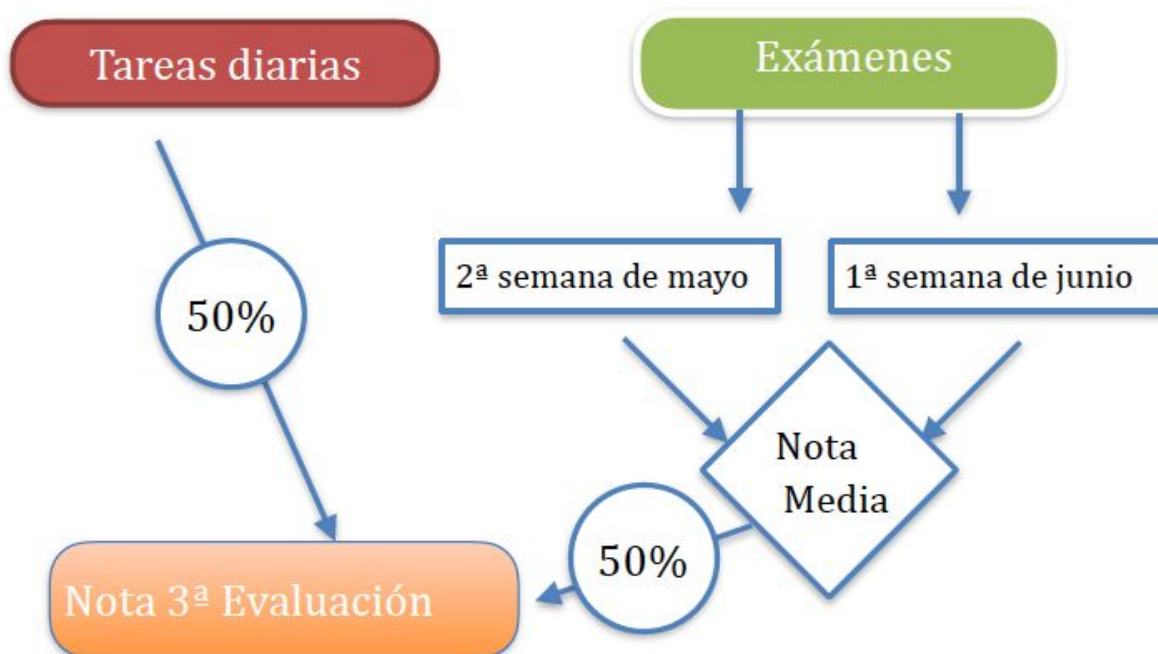 Tareas diarias
Exámenes
2ª semana de mayo
1ª semana de junio
50%
Nota
Media
50%
Nota 3ª Evaluación